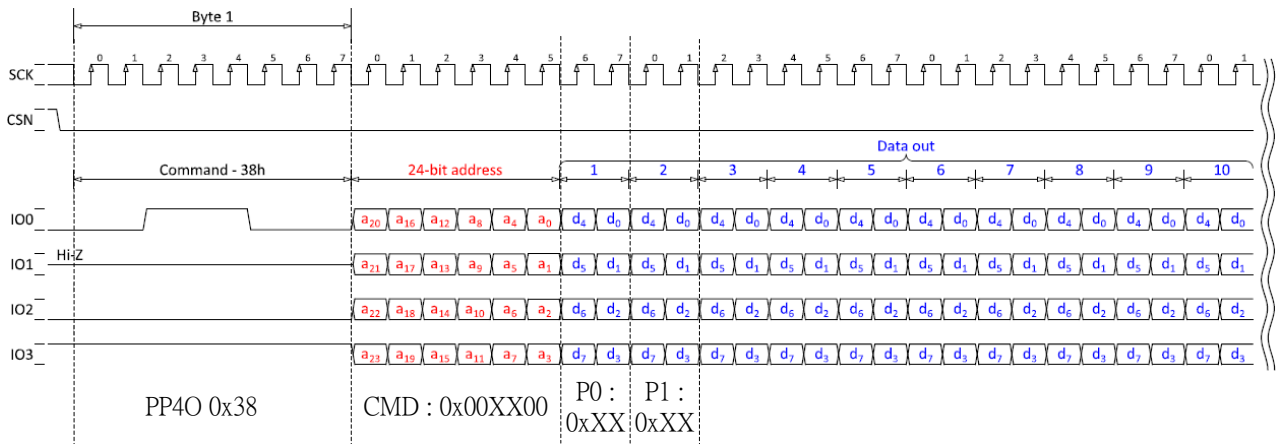 Byte 1
0 1 2 3 4 5 6 7 0 1 2 3 4 5 6 7 0 1 2 3 4 5 6 7 0 1 2 3 4 5 6 7 0 1
SCK
CSN
Data out
Command - 38h 24-bit address 1 2 3 4 5 6 7 8 9 10
IO0 a₂₀ a₁₆ a₁₂ a₈ a₄ a₀ d₄ d₀ d₄ d₀ d₄ d₀ d₄ d₀ d₄ d₀ d₄ d₀ d₄ d₀ d₄ d₀ d₄ d₀ d₄ d₀
Hi-Z
IO1 a₂₁ a₁₇ a₁₃ a₉ a₅ a₁ d₅ d₁ d₅ d₁ d₅ d₁ d₅ d₁ d₅ d₁ d₅ d₁ d₅ d₁ d₅ d₁ d₅ d₁ d₅ d₁
IO2 a₂₂ a₁₈ a₁₄ a₁₀ a₆ a₂ d₆ d₂ d₆ d₂ d₆ d₂ d₆ d₂ d₆ d₂ d₆ d₂ d₆ d₂ d₆ d₂ d₆ d₂ d₆ d₂
IO3 a₂₃ a₁₉ a₁₅ a₁₁ a₇ a₃ d₇ d₃ d₇ d₃ d₇ d₃ d₇ d₃ d₇ d₃ d₇ d₃ d₇ d₃ d₇ d₃ d₇ d₃ d₇ d₃
PP4O 0x38
CMD : 0x00XX00
P0 :
0xXX
P1 :
0xXX